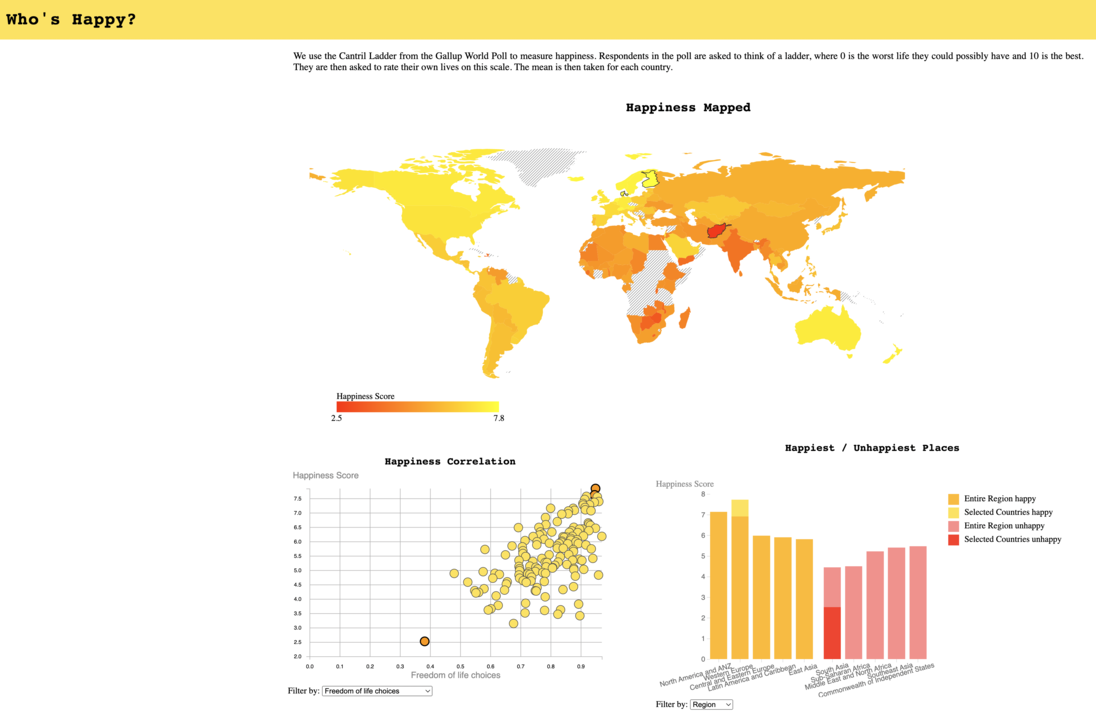 Who's Happy?
We use the Cantril Ladder from the Gallup World Poll to measure happiness. Respondents in the poll are asked to think of a ladder, where 0 is the worst life they could possibly have and 10 is the best.
They are then asked to rate their own lives on this scale. The mean is then taken for each country.
Happiness Mapped
Happiness Score
2.5 7.8
Happiness Correlation
Happiness Score
7.5
7.0
6.5
6.0
5.5
5.0
4.5
4.0
3.5
3.0
2.5
2.0
0.0 0.1 0.2 0.3 0.4 0.5 0.6 0.7 0.8 0.9
Freedom of life choices
Filter by: Freedom of life choices
Happiest / Unhappiest Places
Happiness Score
8
7
6
5
4
3
2
1
0
North America and ANZ
Western Europe
Central and Eastern Europe
Latin America and Caribbean
East Asia
South Asia
Sub-Saharan Africa
Middle East and North Africa
Southeast Asia
Commonwealth of Independent States
Entire Region happy
Selected Countries happy
Entire Region unhappy
Selected Countries unhappy
Filter by: Region